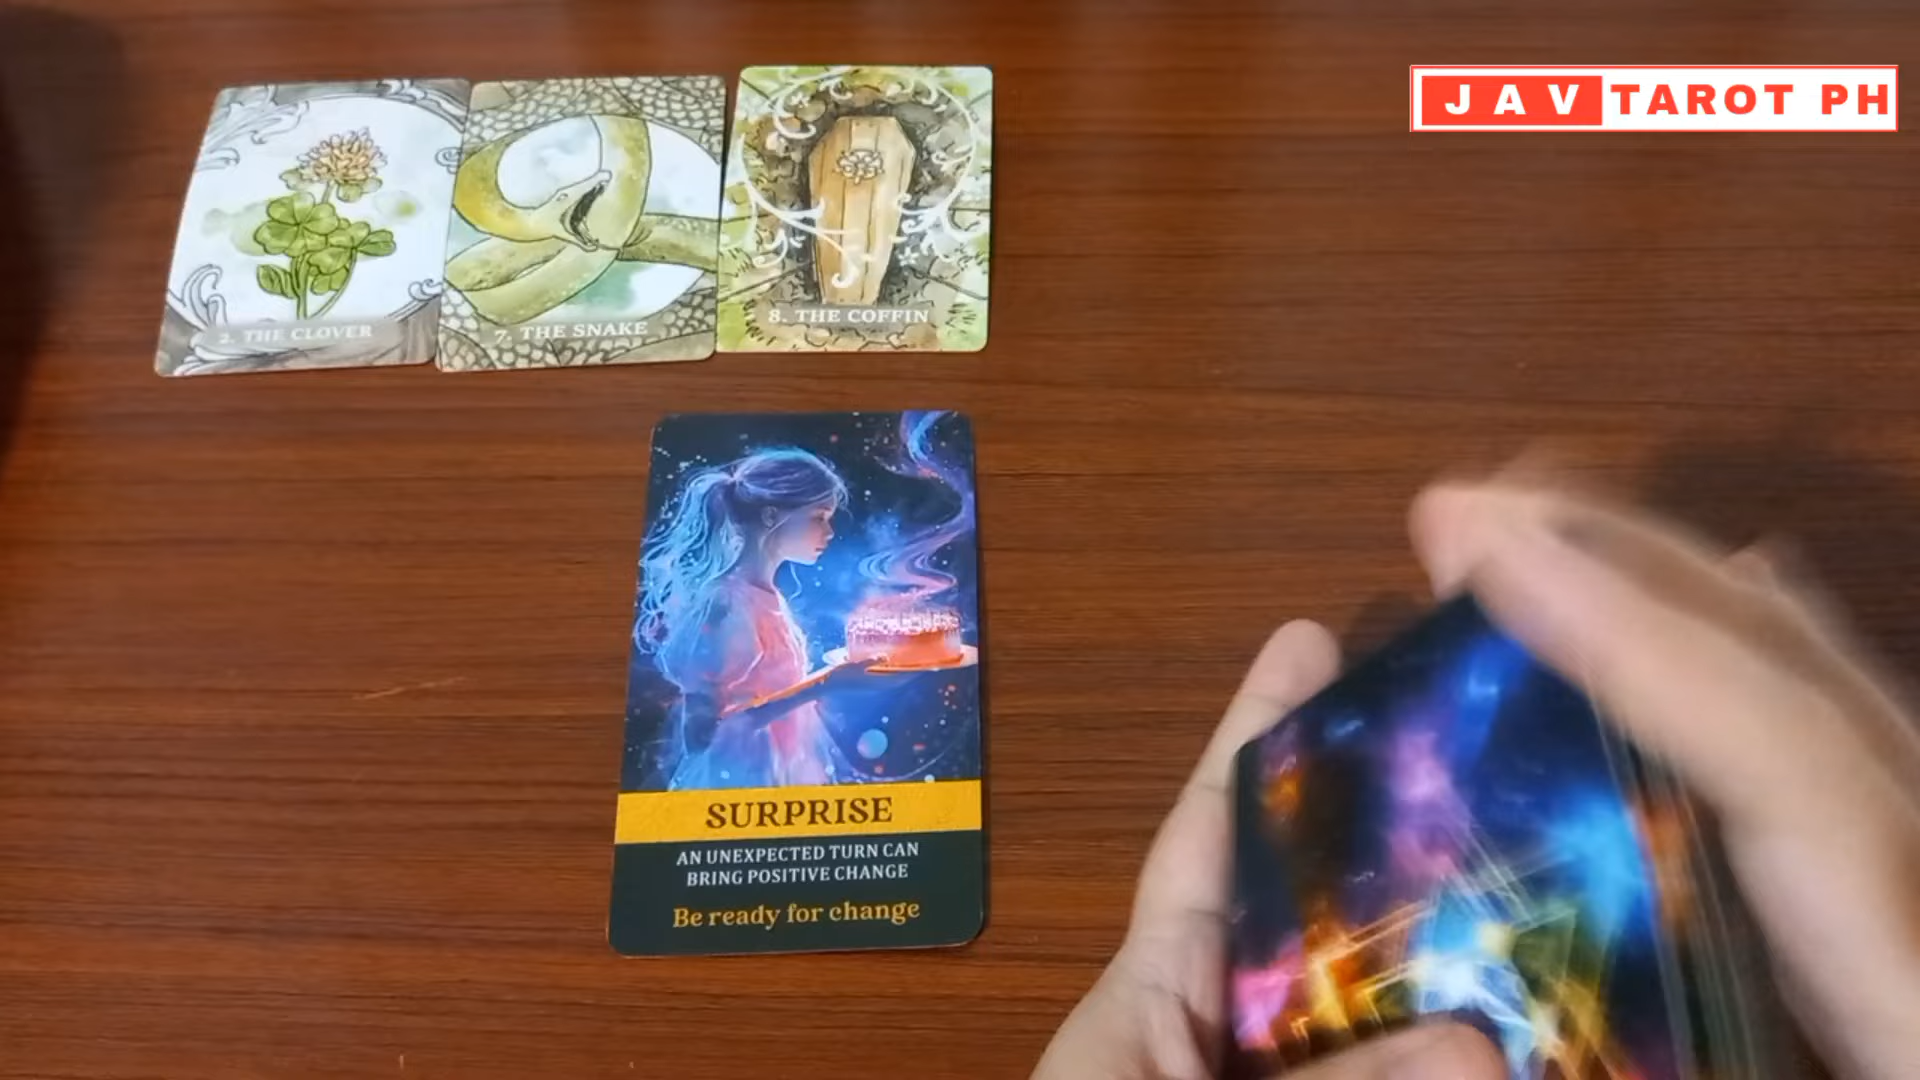 JAV TAROT PH
2. THE CLOVER
7. THE SNAKE
8. THE COFFIN
SURPRISE
AN UNEXPECTED TURN CAN
BRING POSITIVE CHANGE
Be ready for change